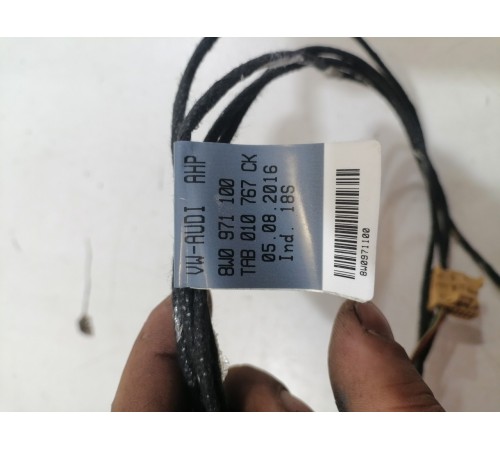 VW-AUDI AHP
8W0 971 100
TAB 010 767 CK
05.08.2016
Ind. 18S
8W0971100